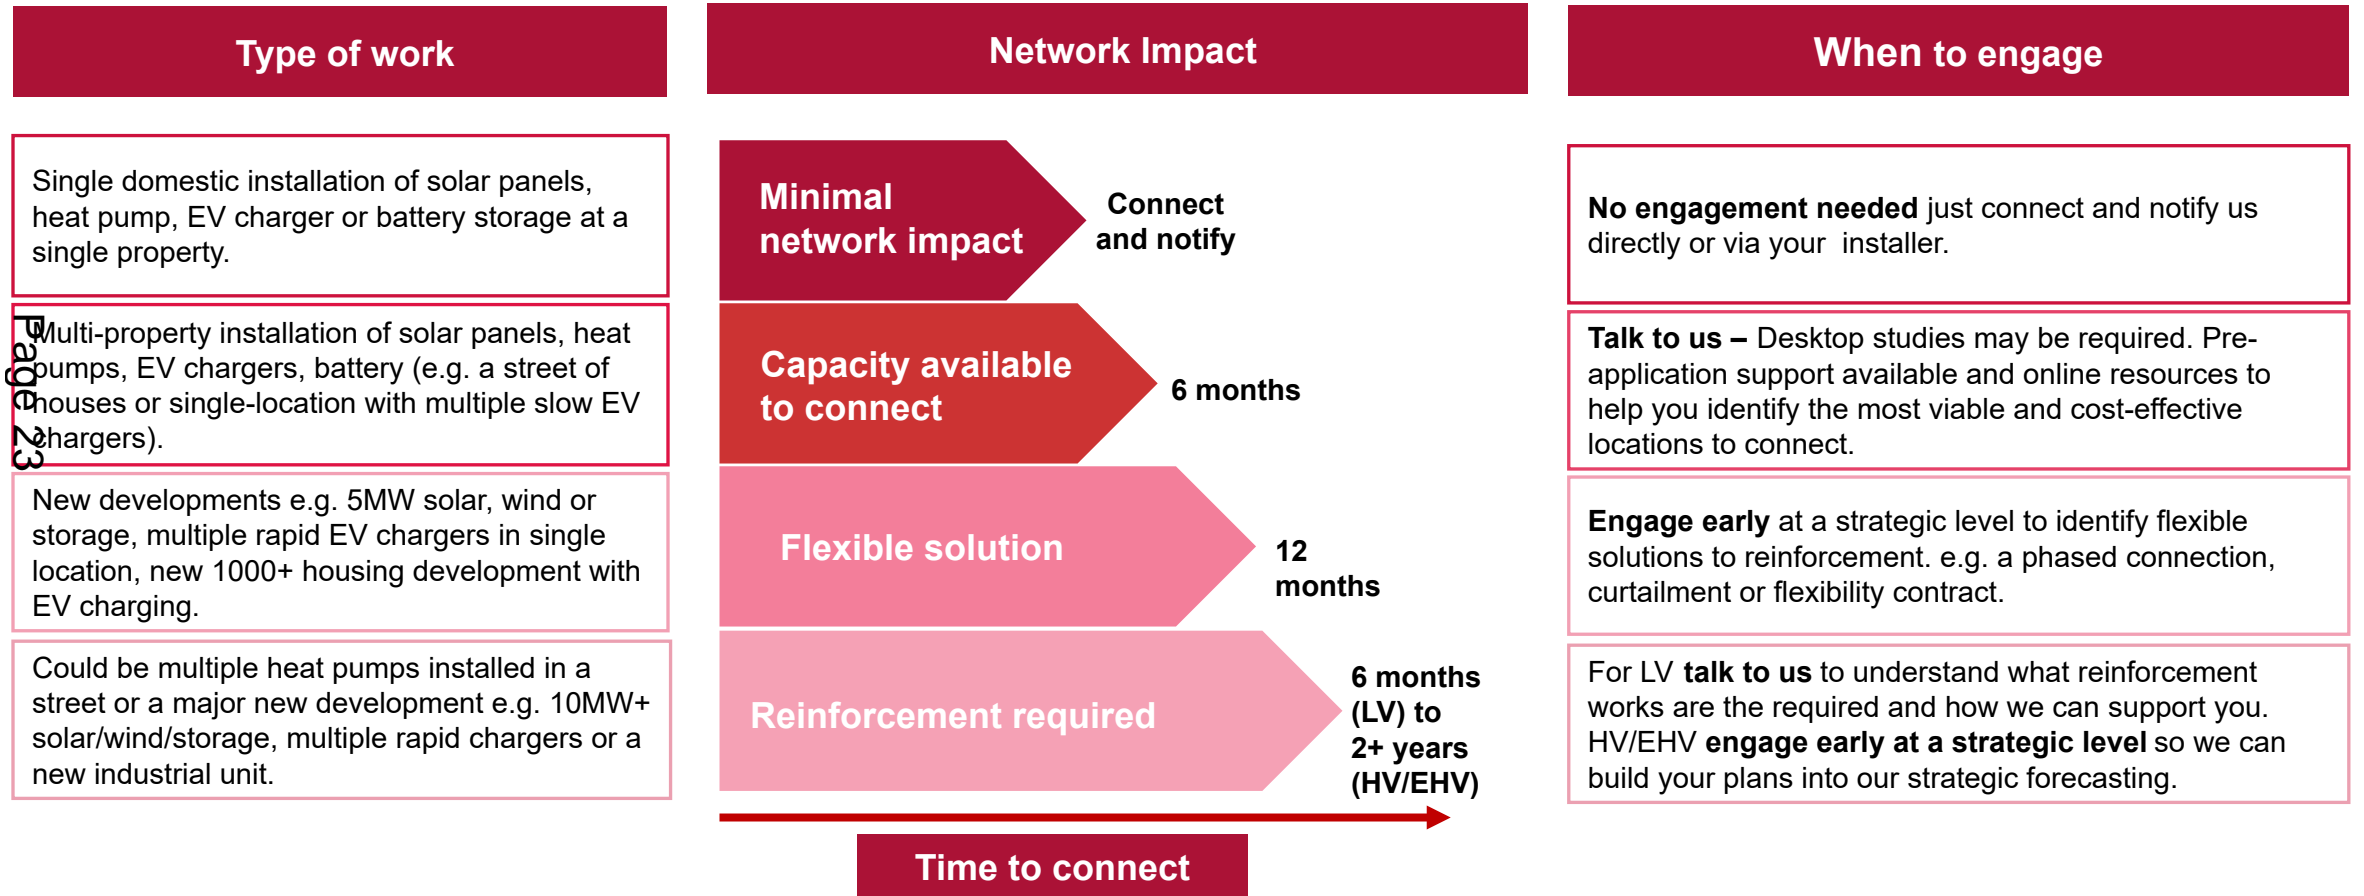 Type of work
Network Impact
When to engage
Single domestic installation of solar panels,
heat pump, EV charger or battery storage at a
single property.
Minimal
network impact
Connect
and notify
No engagement needed just connect and notify us
directly or via your installer.
Page 23
Multi-property installation of solar panels, heat
pumps, EV chargers, battery (e.g. a street of
houses or single-location with multiple slow EV
chargers).
Capacity available
to connect
6 months
Talk to us – Desktop studies may be required. Pre-
application support available and online resources to
help you identify the most viable and cost-effective
locations to connect.
New developments e.g. 5MW solar, wind or
storage, multiple rapid EV chargers in single
location, new 1000+ housing development with
EV charging.
Flexible solution
12
months
Engage early at a strategic level to identify flexible
solutions to reinforcement. e.g. a phased connection,
curtailment or flexibility contract.
Could be multiple heat pumps installed in a
street or a major new development e.g. 10MW+
solar/wind/storage, multiple rapid chargers or a
new industrial unit.
Reinforcement required
6 months
(LV) to
2+ years
(HV/EHV)
For LV talk to us to understand what reinforcement
works are the required and how we can support you.
HV/EHV engage early at a strategic level so we can
build your plans into our strategic forecasting.
Time to connect